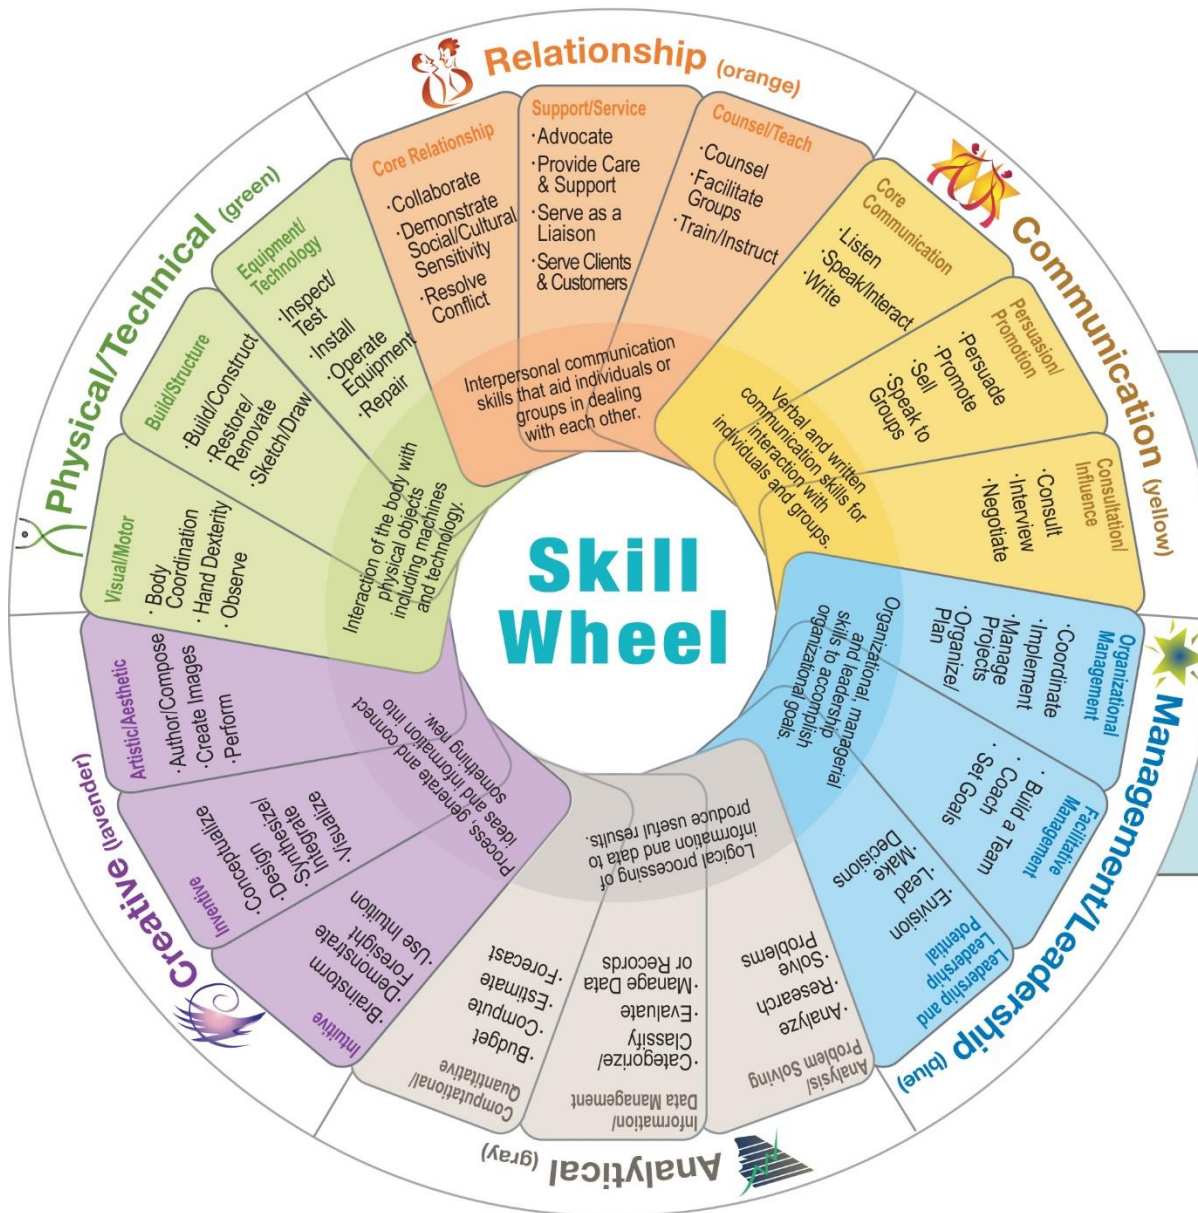 Skill
Wheel
Relationship (orange)
Core Relationship
·Collaborate
·Demonstrate
Social/Cultural
Sensitivity
·Resolve
Conflict
Support/Service
·Advocate
·Provide Care
& Support
·Serve as a
Liaison
·Serve Clients
& Customers
Counsel/Teach
·Counsel
·Facilitate
Groups
·Train/Instruct
Interpersonal communication
skills that aid individuals or
groups in dealing
with each other.
Communication (yellow)
Core
Communication
·Listen
·Speak/Interact
·Write
Persuasion/
Promotion
·Persuade
·Promote
·Sell
·Speak to
Groups
Consultation/
Influence
·Consult
·Interview
·Negotiate
Verbal and written
communication skills for
interaction with
individuals and groups.
Management/Leadership (blue)
Organizational
Management
·Coordinate
·Implement
·Manage
Projects
·Organize/
Plan
Facilitative
Management
· Build a Team
· Coach
· Set Goals
Leadership and
Leadership
Potential
·Envision
·Lead
·Make
Decisions
Organizational, managerial
and leadership
skills to accomplish
organizational goals.
Analytical (gray)
Analysis/
Problem Solving
·Analyze
·Research
·Solve
Problems
Information/
Data Management
·Categorize/
Classify
·Evaluate
·Manage Data
or Records
Computational/
Quantitative
·Budget
·Compute
·Estimate
·Forecast
Logical processing of
information and data to
produce useful results.
Creative (lavender)
Intuitive
·Brainstorm
·Demonstrate
Foresight
·Use Intuition
Inventive
·Conceptualize
·Design
·Synthesize/
Integrate
·Visualize
Artistic/Aesthetic
·Author/Compose
·Create Images
·Perform
Process, generate and connect
ideas and information into
something new.
Physical/Technical (green)
Visual/Motor
· Body
Coordination
· Hand Dexterity
· Observe
Build/Structure
·Build/Construct
·Restore/
Renovate
·Sketch/Draw
Equipment/
Technology
·Inspect/
Test
·Install
·Operate
Equipment
·Repair
Interaction of the body with
physical objects
including machines
and technology.